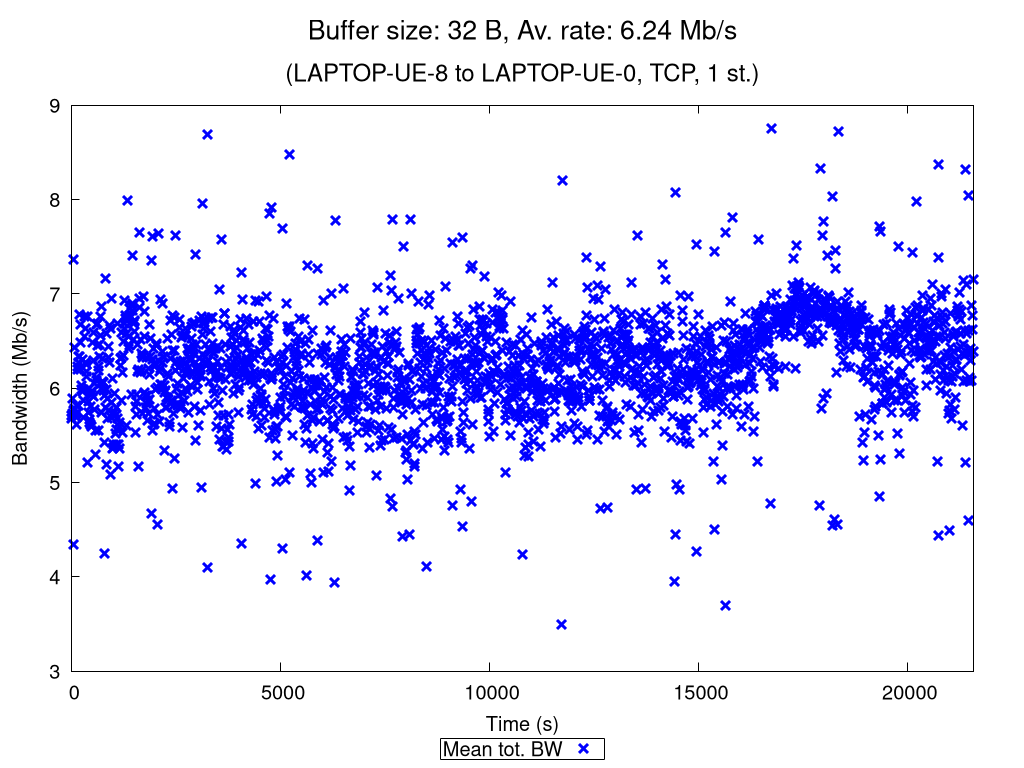 Buffer size: 32 B, Av. rate: 6.24 Mb/s
(LAPTOP-UE-8 to LAPTOP-UE-0, TCP, 1 st.)
9
8
7
6
5
4
3
Bandwidth (Mb/s)
0 5000 10000 15000 20000
Time (s)
Mean tot. BW